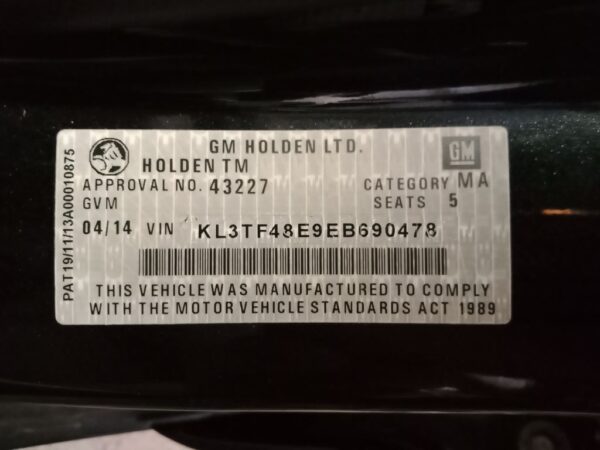 GM HOLDEN LTD.
HOLDEN TM
GM
APPROVAL NO. 43227
CATEGORY MA
GVM
SEATS 5
04/14 VIN KL3TF48E9EB690478
THIS VEHICLE WAS MANUFACTURED TO COMPLY
WITH THE MOTOR VEHICLE STANDARDS ACT 1989
PAT19/11/13A00010875